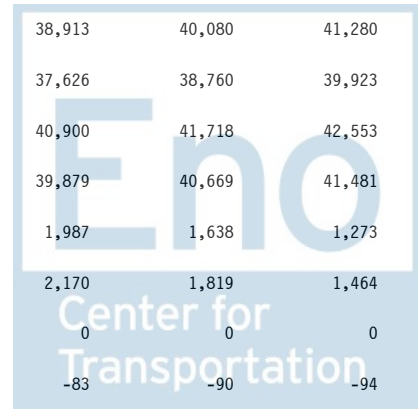 38,913 40,080 41,280
37,626 38,760 39,923
40,900 41,718 42,553
39,879 40,669 41,481
1,987 1,638 1,273
2,170 1,819 1,464
0 0 0
-83 -90 -94
Eno
Center for
Transportation